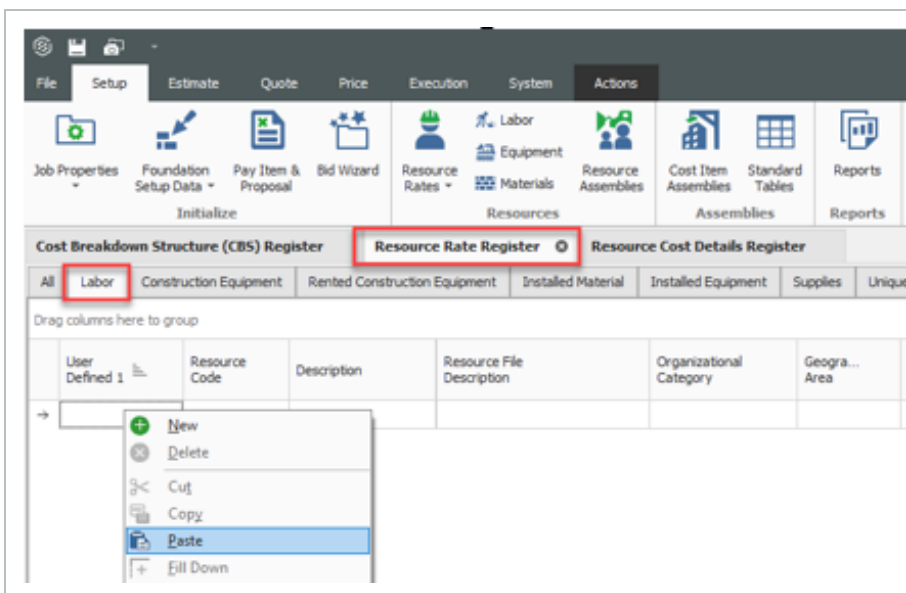 File Setup Estimate Quote Price Execution System Actions
Job Properties
Foundation Setup Data
Pay Item & Proposal
Bid Wizard
Resource Rates
Labor
Equipment
Materials
Resource Assemblies
Cost Item Assemblies
Standard Tables
Reports
Initialize Resources Assemblies Reports
Cost Breakdown Structure (CBS) Register Resource Rate Register Resource Cost Details Register
All Labor Construction Equipment Rented Construction Equipment Installed Material Installed Equipment Supplies Unique
Drag columns here to group
User Defined 1
Resource Code
Description
Resource File Description
Organizational Category
Geogra... Area
New
Delete
Cut
Copy
Paste
Fill Down